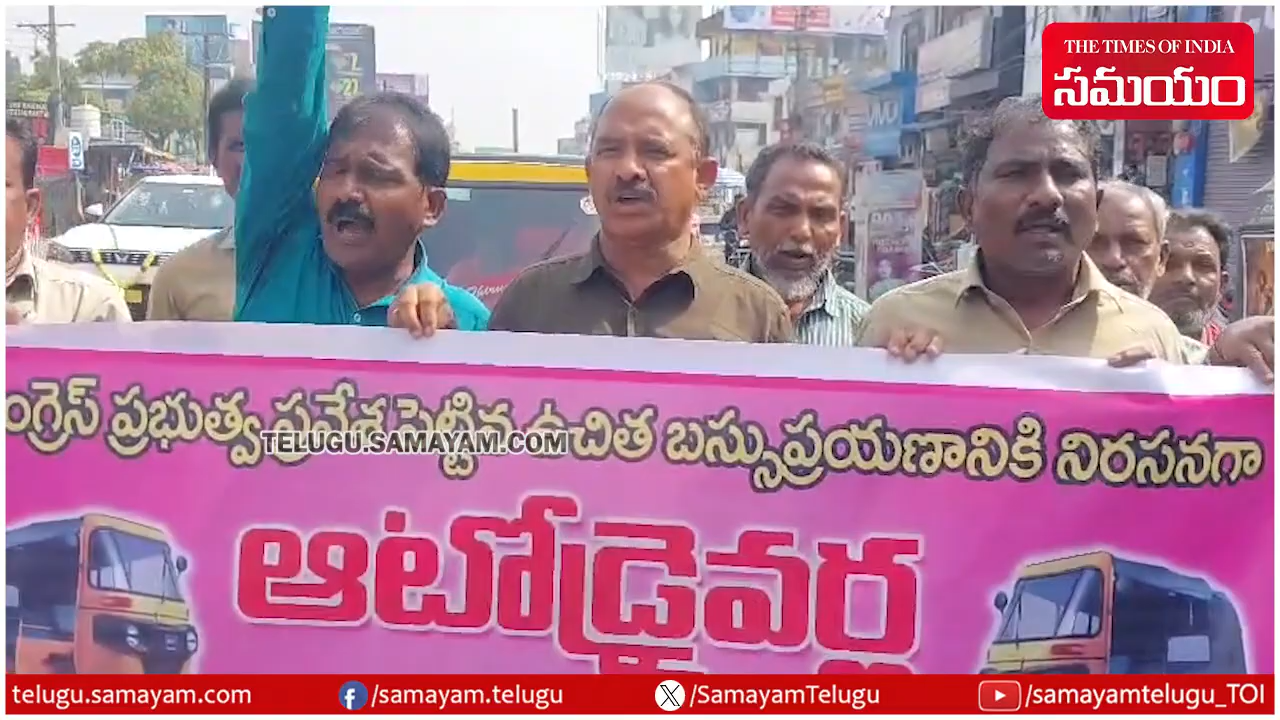 THE TIMES OF INDIA
సమయం
VIVO
ంగ్రెస్ ప్రభుత్వ ప్రవేశ పెట్టిన ఉచిత బస్సుప్రయాణానికి నిరసనగా
TELUGU.SAMAYAM.COM
ఆటోడ్రైవర్ల
telugu.samayam.com
/samayam.telugu
/SamayamTelugu
/samayamtelugu_TOI